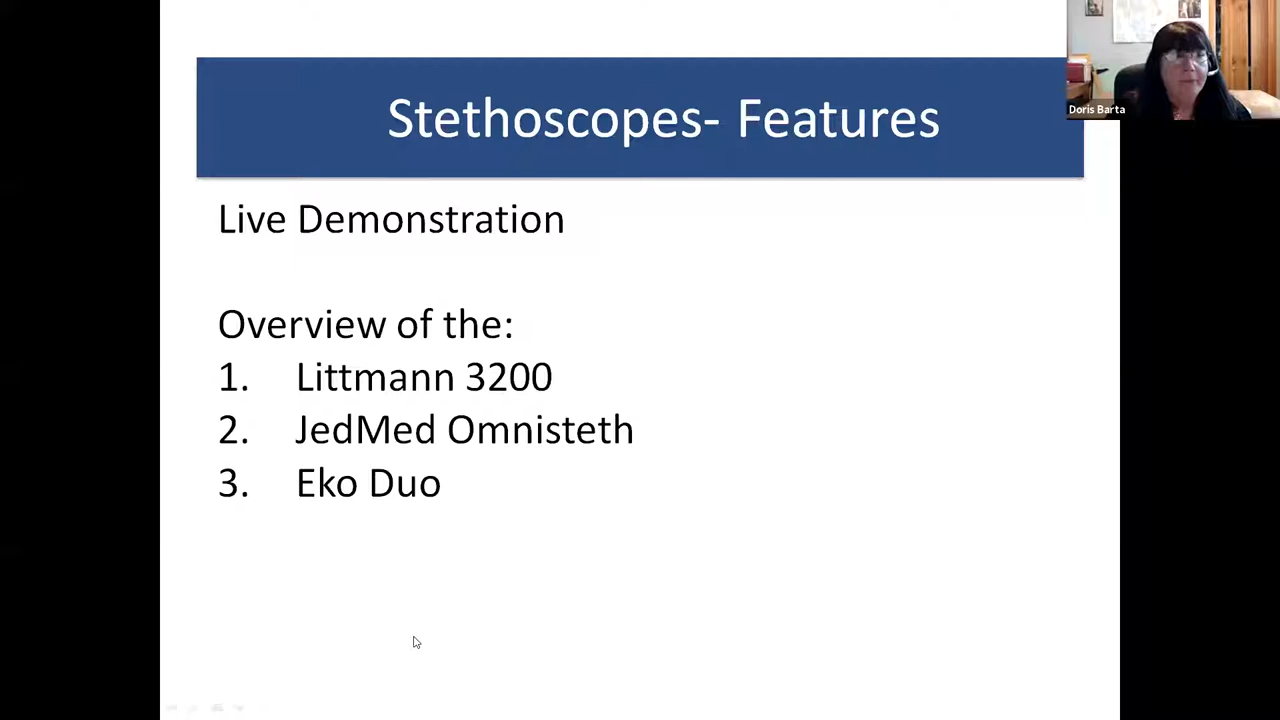 Stethoscopes- Features
Doris Barta
Live Demonstration
Overview of the:
1. Littmann 3200
2. JedMed Omnisteth
3. Eko Duo